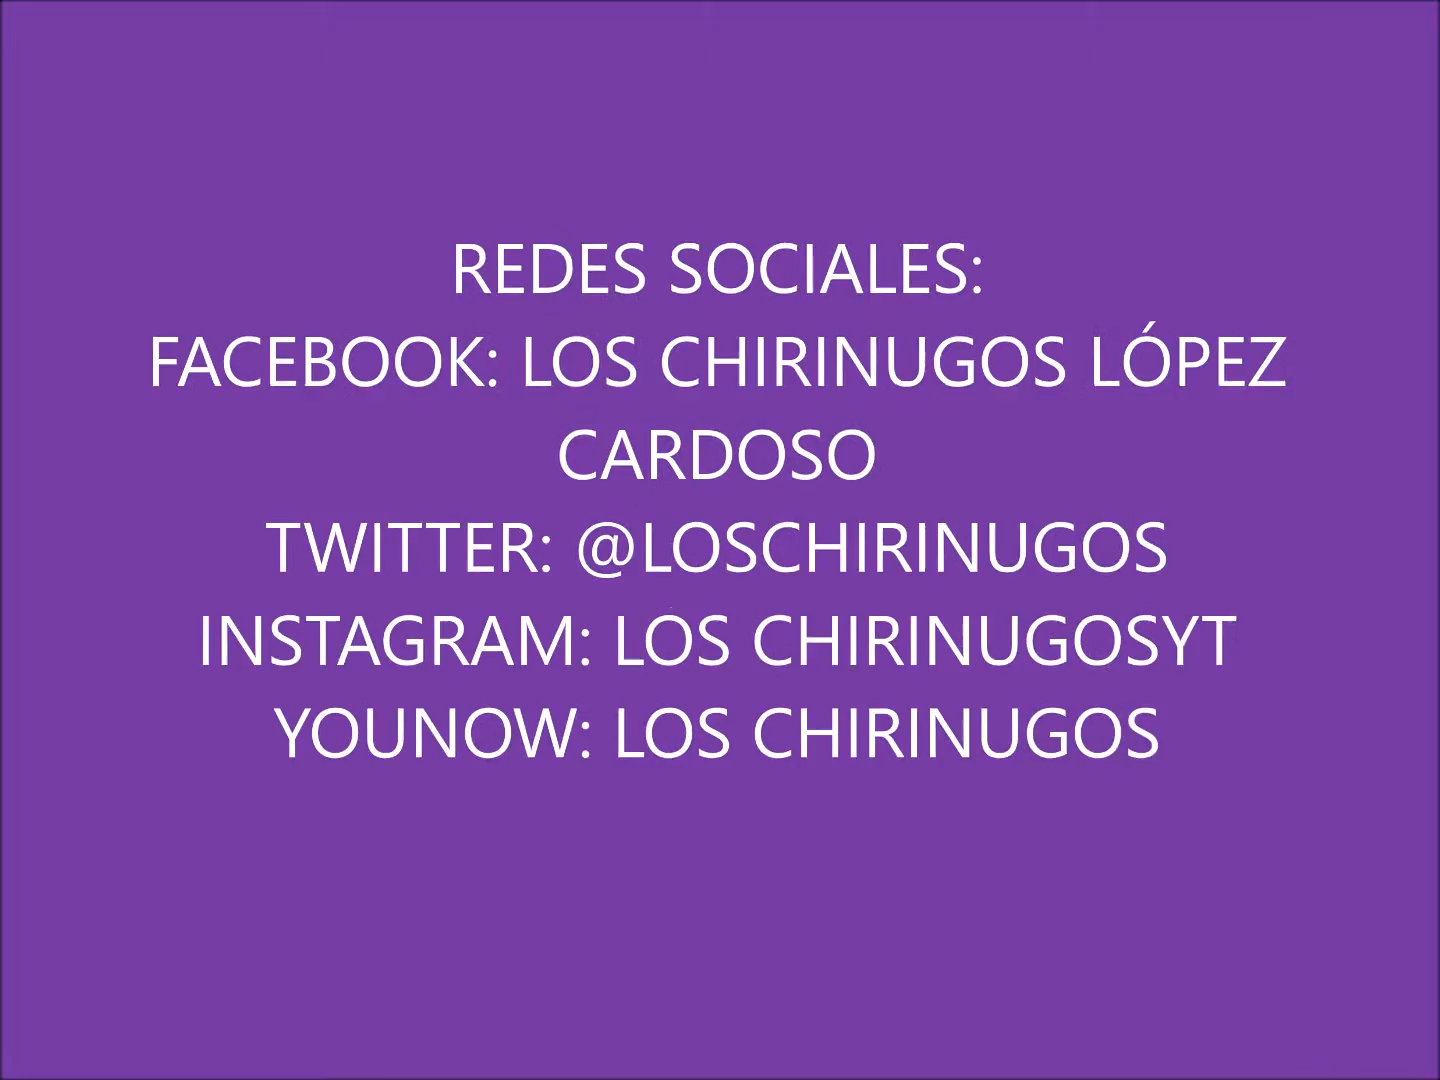 REDES SOCIALES:
FACEBOOK: LOS CHIRINUGOS LÓPEZ
CARDOSO
TWITTER: @LOSCHIRINUGOS
INSTAGRAM: LOS CHIRINUGOSYT
YOUNOW: LOS CHIRINUGOS